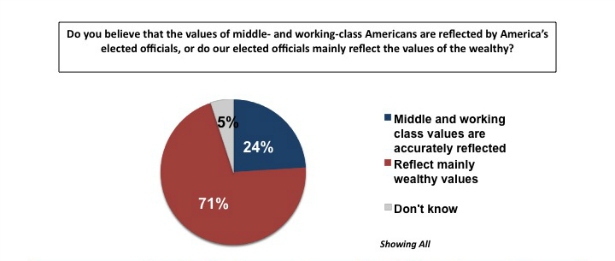 Do you believe that the values of middle- and working-class Americans are reflected by America's
elected officials, or do our elected officials mainly reflect the values of the wealthy?
5%
24%
71%
Middle and working
class values are
accurately reflected
Reflect mainly
wealthy values
Don't know
Showing All